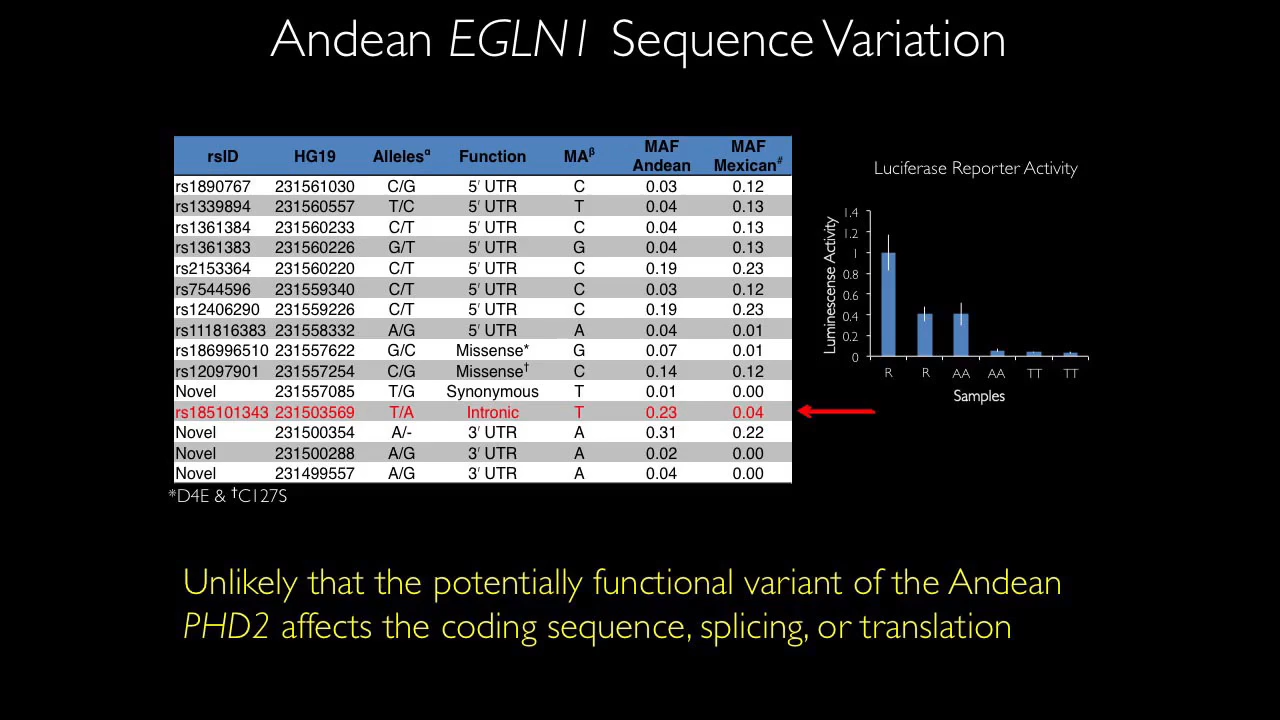 Andean EGLN1 Sequence Variation
rsID HG19 Allelesα Function MAβ MAF Andean MAF Mexican#
rs1890767 231561030 C/G 5′ UTR C 0.03 0.12
rs1339894 231560557 T/C 5′ UTR T 0.04 0.13
rs1361384 231560233 C/T 5′ UTR C 0.04 0.13
rs1361383 231560226 G/T 5′ UTR G 0.04 0.13
rs2153364 231560220 C/T 5′ UTR C 0.19 0.23
rs7544596 231559340 C/T 5′ UTR C 0.03 0.12
rs12406290 231559226 C/T 5′ UTR C 0.19 0.23
rs111816383 231558332 A/G 5′ UTR A 0.04 0.01
rs186996510 231557622 G/C Missense* G 0.07 0.01
rs12097901 231557254 C/G Missense† C 0.14 0.12
Novel 231557085 T/G Synonymous T 0.01 0.00
rs185101343 231503569 T/A Intronic T 0.23 0.04
Novel 231500354 A/- 3′ UTR A 0.31 0.22
Novel 231500288 A/G 3′ UTR A 0.02 0.00
Novel 231499557 A/G 3′ UTR A 0.04 0.00
*D4E & †C127S
Luciferase Reporter Activity
Luminescense Activity
1.4
1.2
1
0.8
0.6
0.4
0.2
0
R R AA AA TT TT
Samples
Unlikely that the potentially functional variant of the Andean
PHD2 affects the coding sequence, splicing, or translation